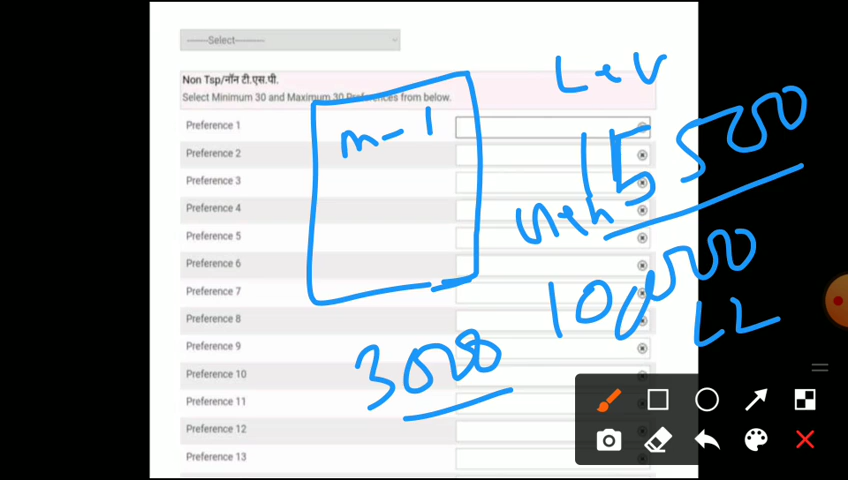 -------Select---------
Non Tsp/नॉन टी.एस.पी.
Select Minimum 30 and Maximum 30 Preferences from below.
Lev
Preference 1
m-1
15500
Preference 2
Preference 3
Preference 4
Preference 5
Preference 6
10000
Preference 7
L2
Preference 8
Preference 9
3000
Preference 10
Preference 11
Preference 12
Preference 13